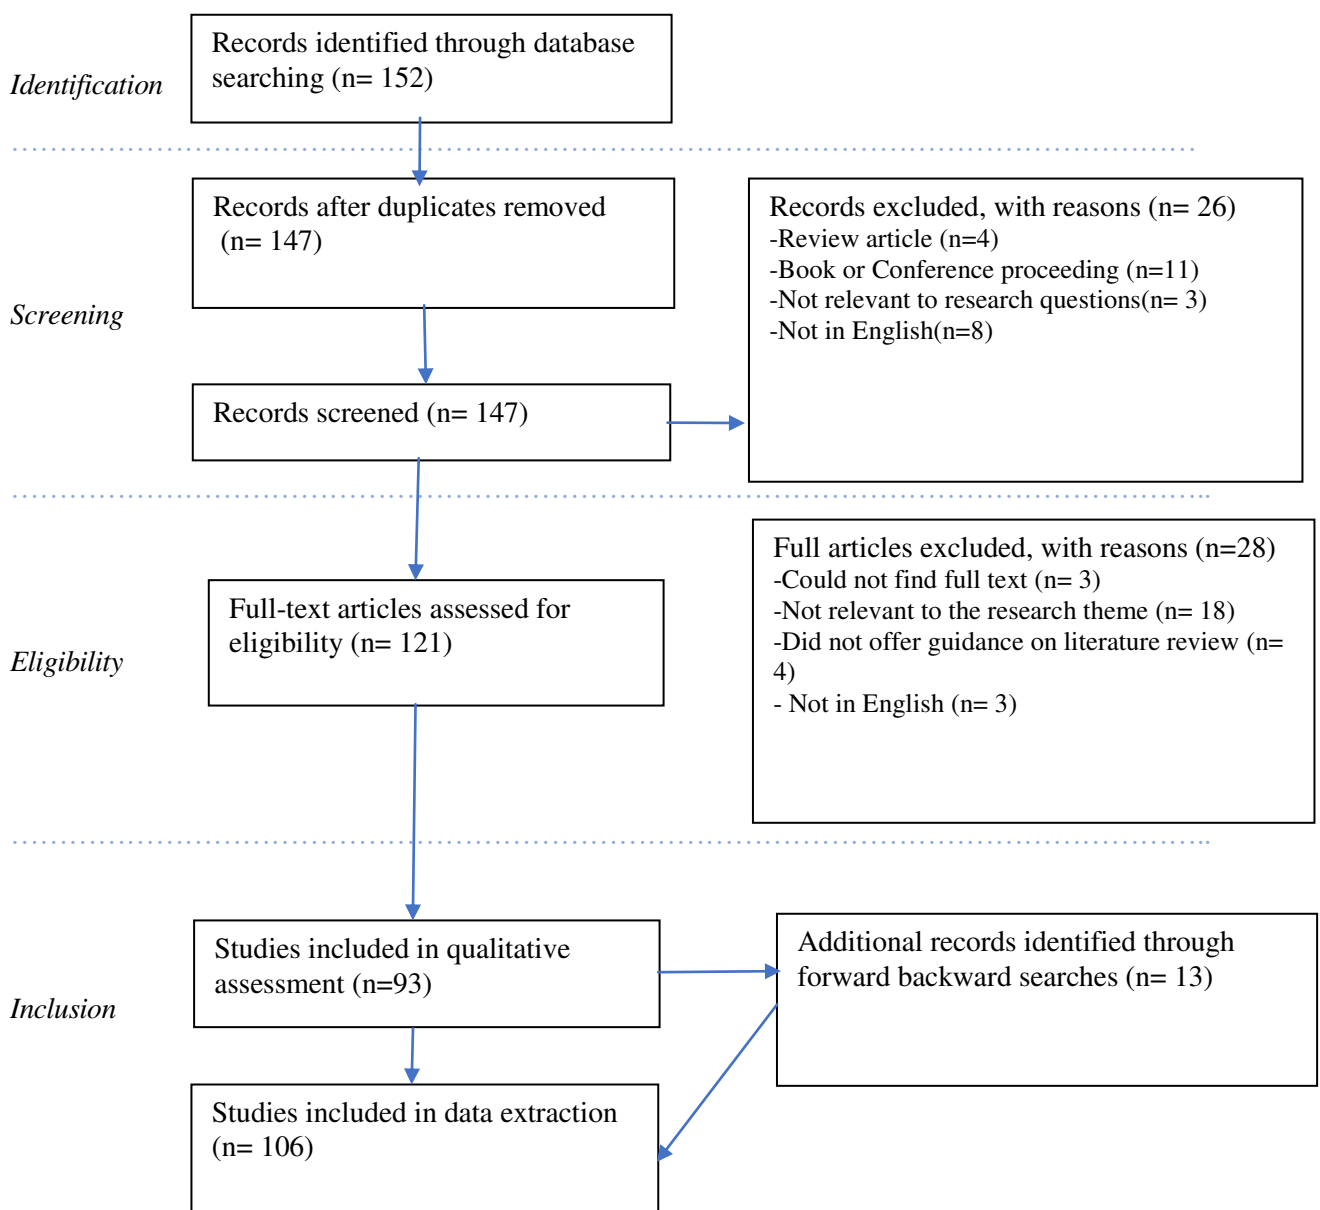 Identification
Records identified through database
searching (n= 152)
Screening
Records after duplicates removed
(n= 147)
Records screened (n= 147)
Records excluded, with reasons (n= 26)
-Review article (n=4)
-Book or Conference proceeding (n=11)
-Not relevant to research questions(n= 3)
-Not in English(n=8)
Eligibility
Full-text articles assessed for
eligibility (n= 121)
Full articles excluded, with reasons (n=28)
-Could not find full text (n= 3)
-Not relevant to the research theme (n= 18)
-Did not offer guidance on literature review (n=
4)
- Not in English (n= 3)
Inclusion
Studies included in qualitative
assessment (n=93)
Additional records identified through
forward backward searches (n= 13)
Studies included in data extraction
(n= 106)